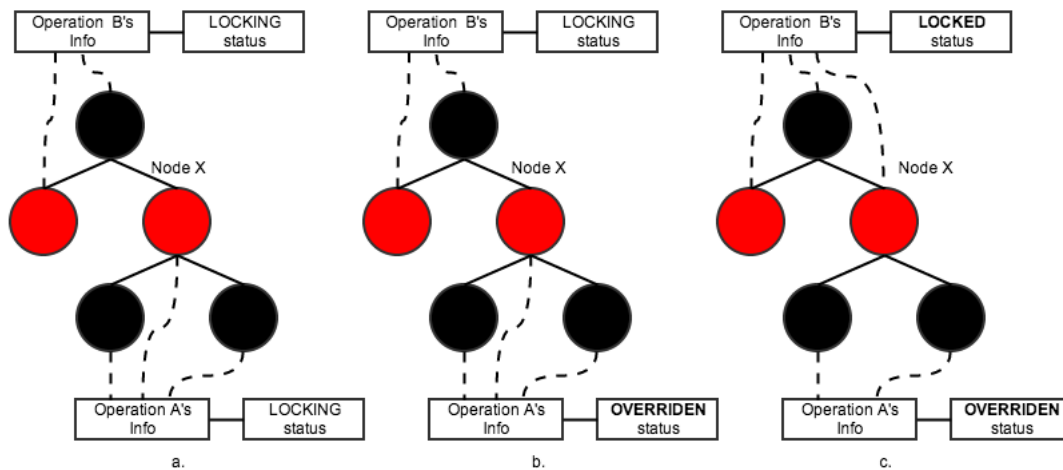 Operation B's
Info
LOCKING
status
Operation B's
Info
LOCKING
status
Operation B's
Info
LOCKED
status
Node X
Node X
Node X
Operation A's
Info
LOCKING
status
Operation A's
Info
OVERRIDEN
status
Operation A's
Info
OVERRIDEN
status
a.
b.
c.